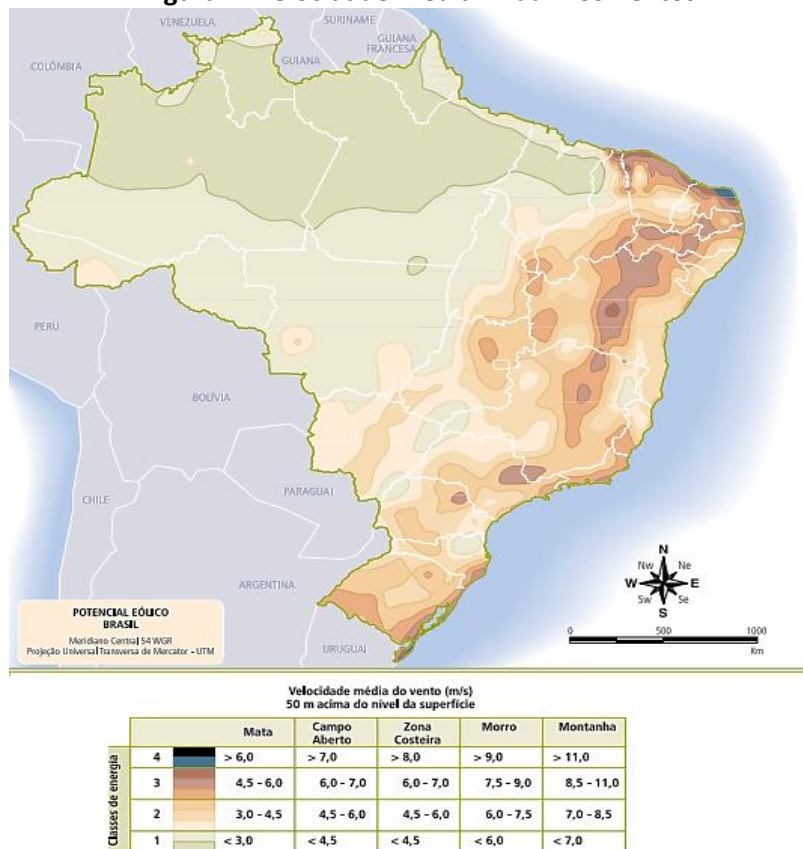 VENEZUELA
SURINAME
GUIANA
FRANCESA
GUIANA
COLÔMBIA
PERU
BOLÍVIA
CHILE
PARAGUAI
ARGENTINA
URUGUAI
N
Nw Ne
W E
Sw Se
S
0 500 1000
Km
POTENCIAL EÓLICO
BRASIL
Meridiano Central 54 WGR
Projeção Universal Transversa de Mercator - UTM
Velocidade média do vento (m/s)
50 m acima do nível da superfície
Mata Campo Aberto Zona Costeira Morro Montanha
Classes de energia
4 > 6,0 > 7,0 > 8,0 > 9,0 > 11,0
3 4,5 - 6,0 6,0 - 7,0 6,0 - 7,0 7,5 - 9,0 8,5 - 11,0
2 3,0 - 4,5 4,5 - 6,0 4,5 - 6,0 6,0 - 7,5 7,0 - 8,5
1 < 3,0 < 4,5 < 4,5 < 6,0 < 7,0